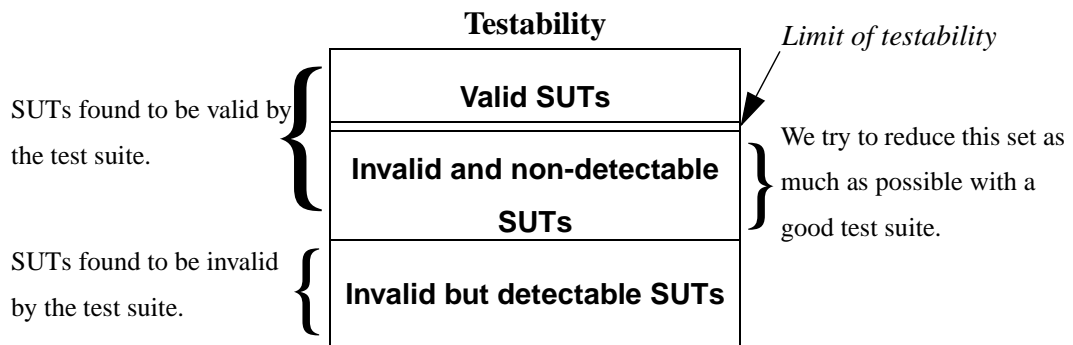 Testability
Limit of testability
Valid SUTs
SUTs found to be valid by
the test suite.
We try to reduce this set as
much as possible with a
good test suite.
Invalid and non-detectable
SUTs
SUTs found to be invalid
by the test suite.
Invalid but detectable SUTs